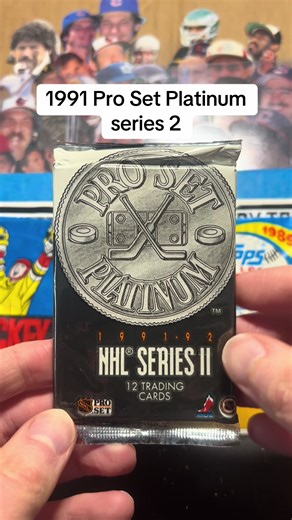 1991 Pro Set Platinum
series 2
PRO SET
PLATINUM
TM
1991-92
NHL® SERIES II
12 TRADING
CARDS
PRO
SET